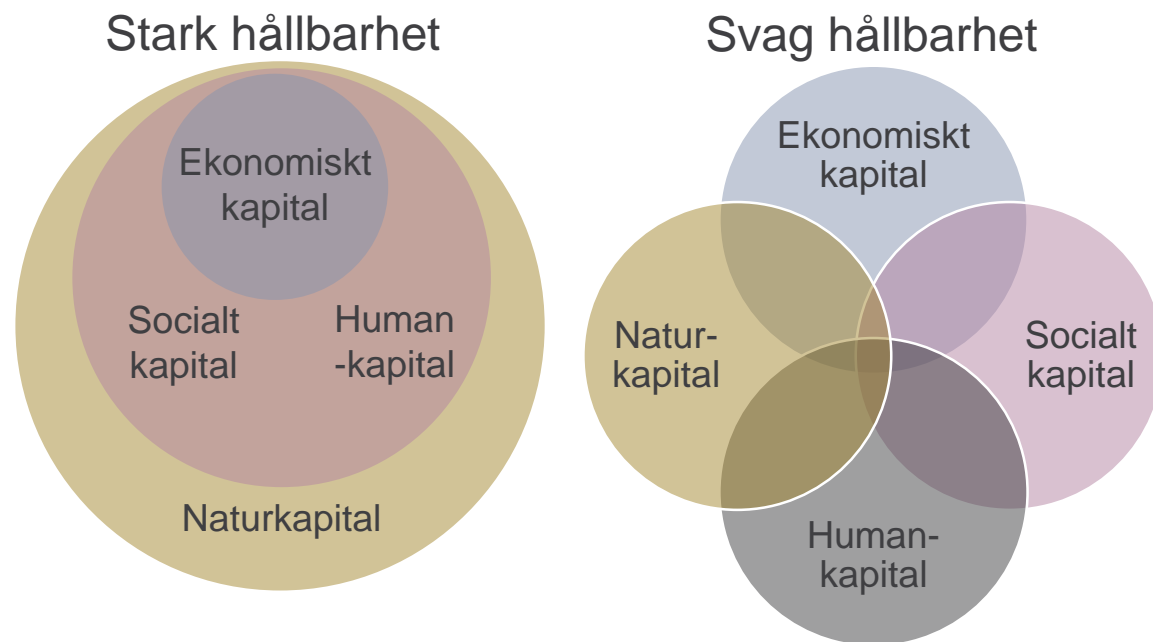 Stark hållbarhet
Ekonomiskt
kapital
Socialt
kapital
Human
-kapital
Naturkapital
Svag hållbarhet
Ekonomiskt
kapital
Natur-
kapital
Socialt
kapital
Human-
kapital